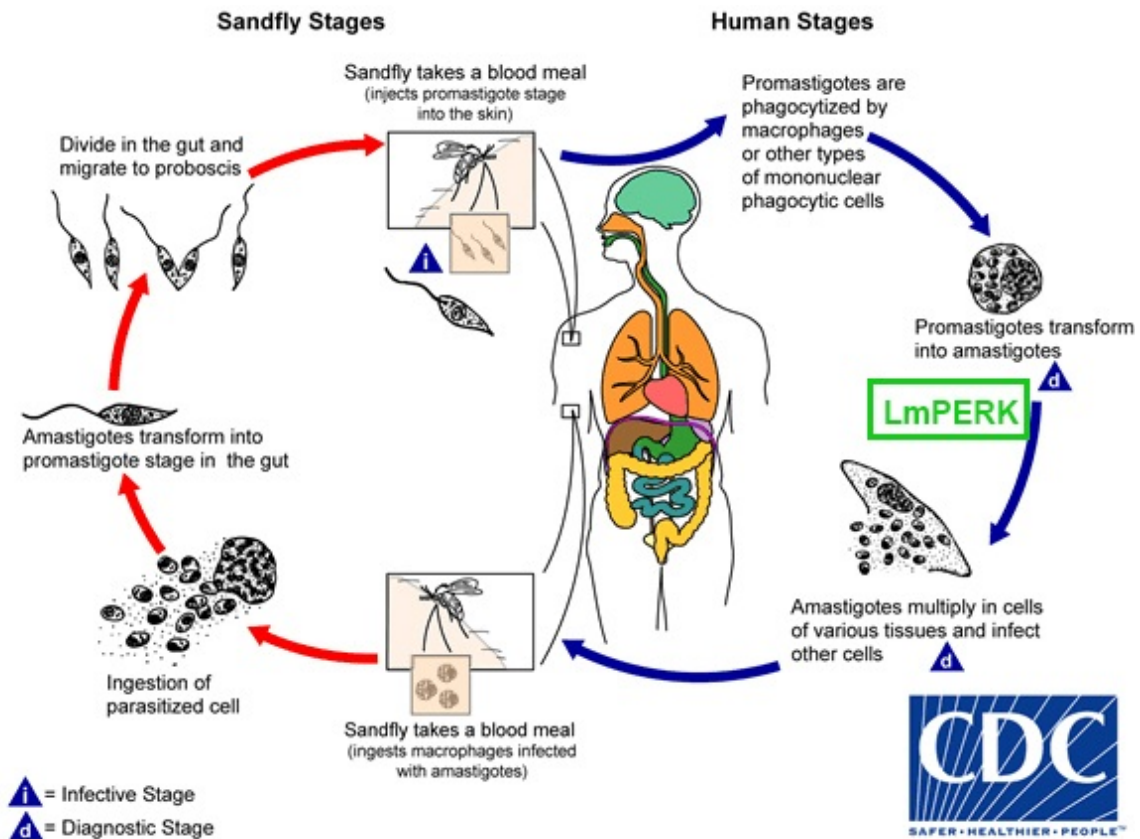 Sandfly Stages
Human Stages
Sandfly takes a blood meal
(injects promastigote stage
into the skin)
Promastigotes are
phagocytized by
macrophages
or other types
of mononuclear
phagocytic cells
Divide in the gut and
migrate to proboscis
i
Promastigotes transform
into amastigotes
d
LmPERK
Amastigotes transform into
promastigote stage in the gut
Amastigotes multiply in cells
of various tissues and infect
other cells
d
Ingestion of
parasitized cell
Sandfly takes a blood meal
(ingests macrophages infected
with amastigotes)
i = Infective Stage
d = Diagnostic Stage
CDC
SAFER • HEALTHIER • PEOPLE™